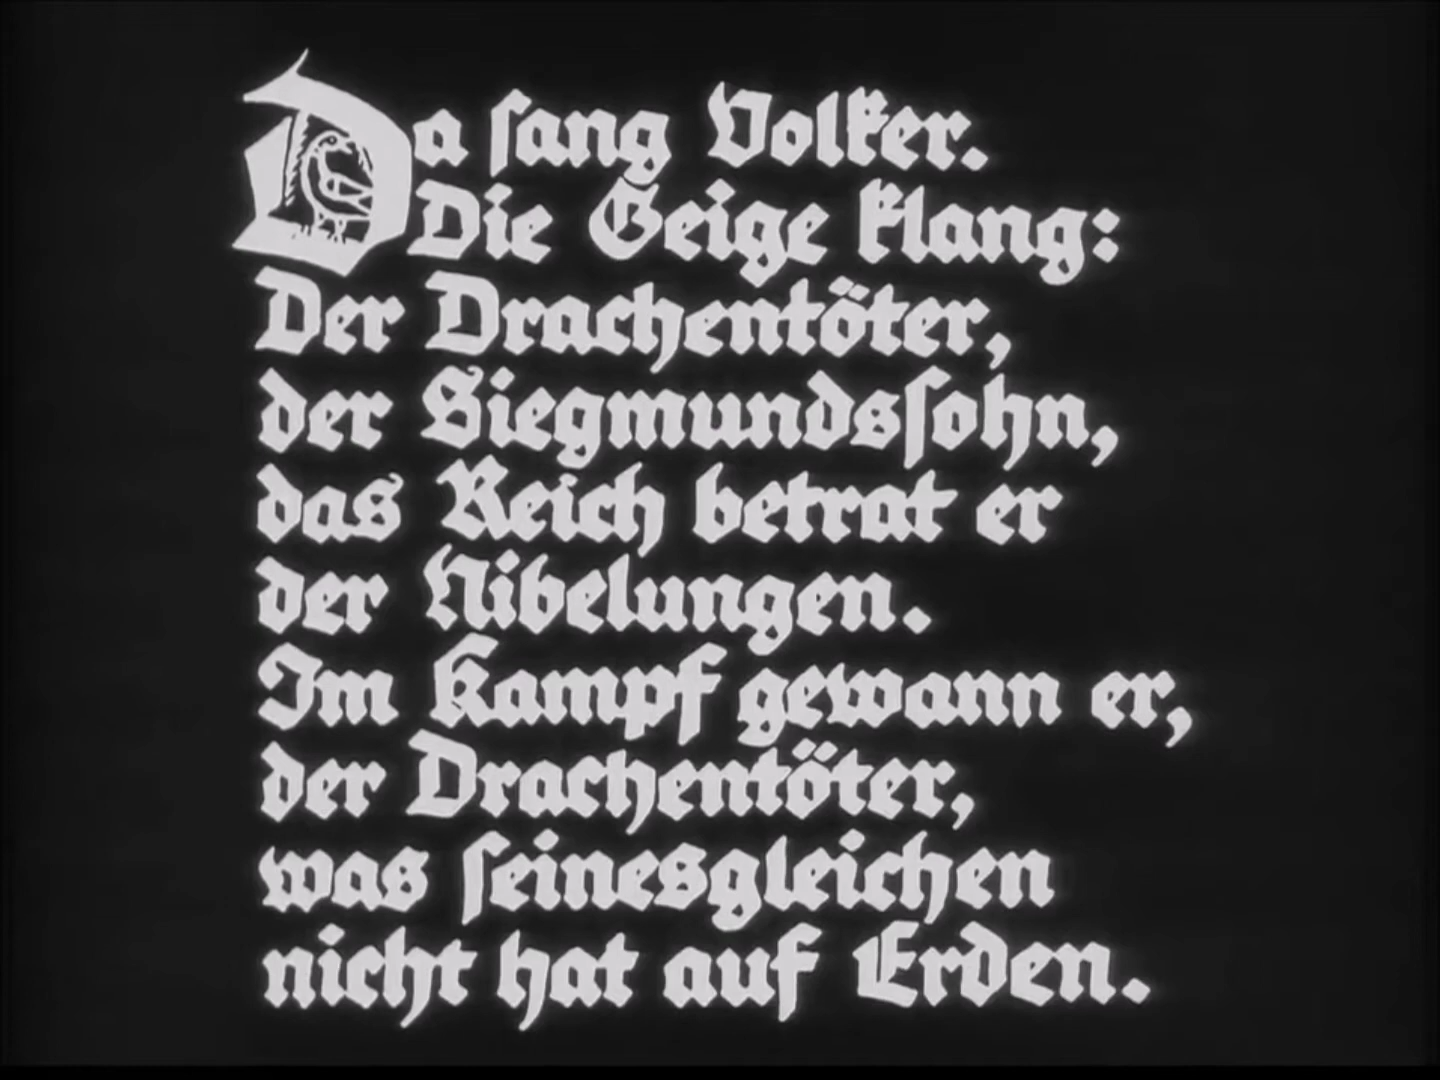 Da ſang Volker.
Die Geige klang:
Der Drachentöter,
der Siegmundsſohn,
das Reich betrat er
der Nibelungen.
Im Kampf gewann er,
der Drachentöter,
was ſeinesgleichen
nicht hat auf Erden.